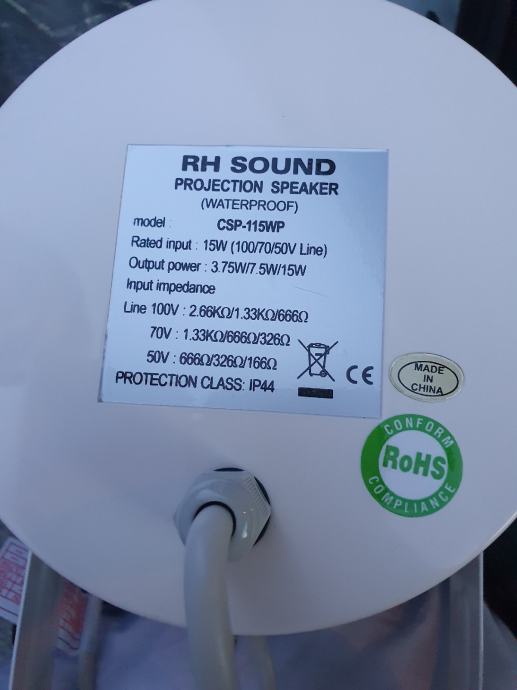 RH SOUND
PROJECTION SPEAKER
(WATERPROOF)
model : CSP-115WP
Rated input : 15W (100/70/50V Line)
Output power : 3.75W/7.5W/15W
Input impedance
Line 100V : 2.66KΩ/1.33KΩ/666Ω
70V : 1.33KΩ/666Ω/326Ω
50V : 666Ω/326Ω/166Ω
PROTECTION CLASS: IP44
CE
MADE
IN
CHINA
CONFORM
RoHS
COMPLIANCE